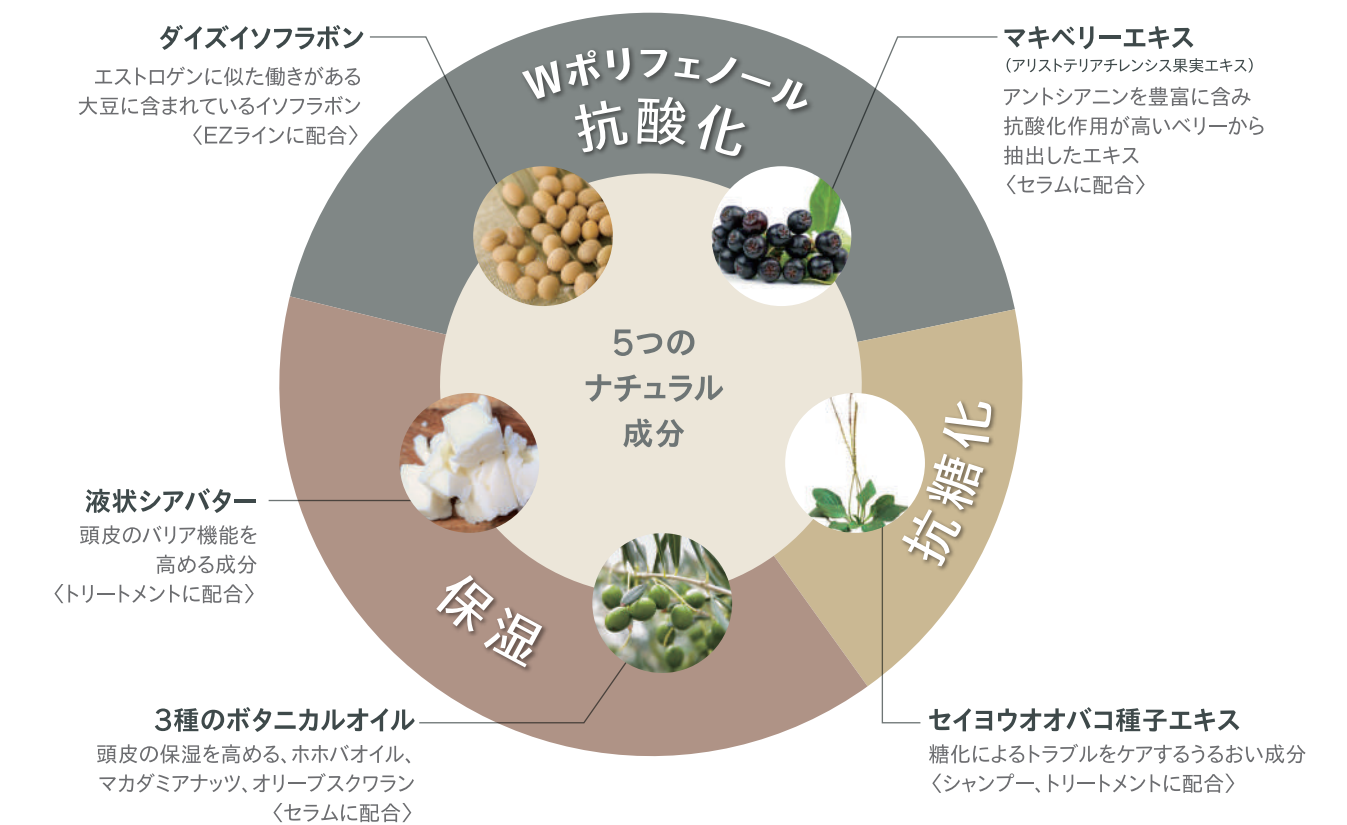 ダイズイソフラボン
エストロゲンに似た働きがある
大豆に含まれているイソフラボン
〈EZラインに配合〉
Wポリフェノール
抗酸化
マキベリーエキス
（アリストテリアチレンシス果実エキス）
アントシアニンを豊富に含み
抗酸化作用が高いベリーから
抽出したエキス
〈セラムに配合〉
5つの
ナチュラル
成分
抗糖化
液状シアバター
頭皮のバリア機能を
高める成分
〈トリートメントに配合〉
保湿
3種のボタニカルオイル
頭皮の保湿を高める、ホホバオイル、
マカダミアナッツ、オリーブスクワラン
〈セラムに配合〉
セイヨウオオバコ種子エキス
糖化によるトラブルをケアするうるおい成分
〈シャンプー、トリートメントに配合〉